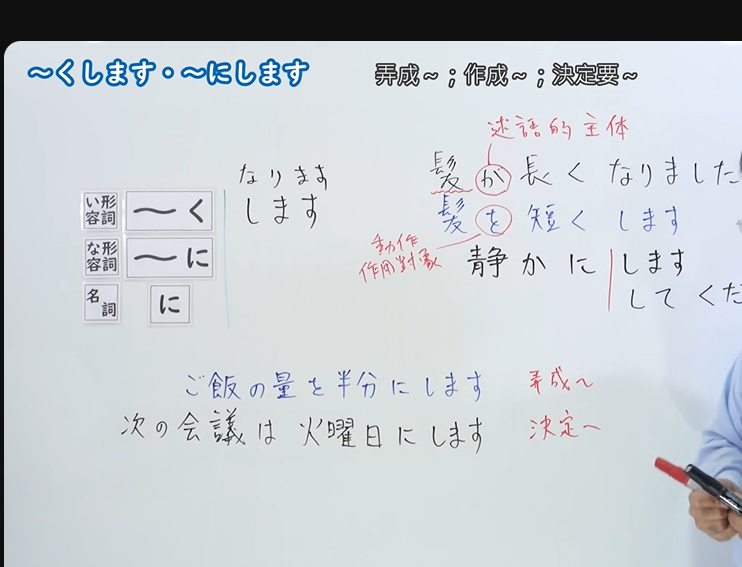 ～くします・～にします
弄成～；作成～；決定要～
述語的主体
なります
します
い形容詞
～く
な形容詞
～に
名詞
に
髪が長くなりました
髪を短くします
動作
作用対象
静かにします
してくだ
ご飯の量を半分にします 弄成～
次の会議は火曜日にします 決定～